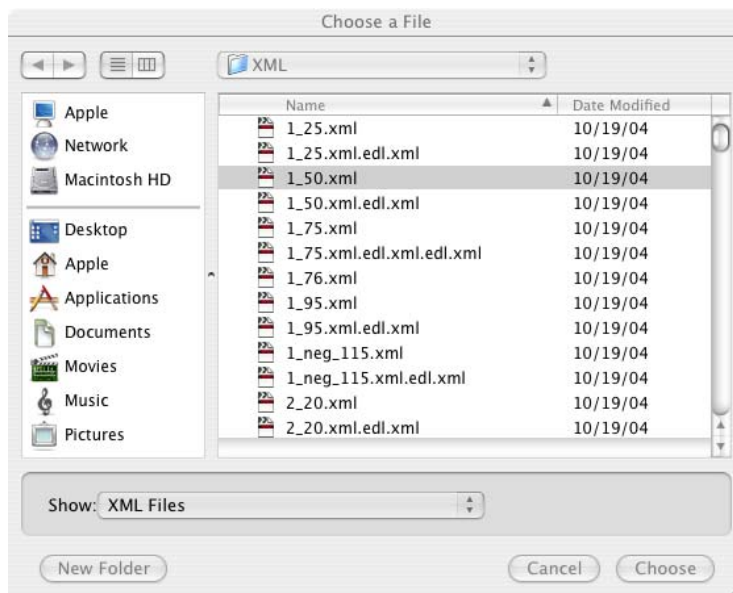 Choose a File
XML
Apple
Network
Macintosh HD
Desktop
Apple
Applications
Documents
Movies
Music
Pictures
Name Date Modified
1_25.xml 10/19/04
1_25.xml.edl.xml 10/19/04
1_50.xml 10/19/04
1_50.xml.edl.xml 10/19/04
1_75.xml 10/19/04
1_75.xml.edl.xml.edl.xml 10/19/04
1_76.xml 10/19/04
1_95.xml 10/19/04
1_95.xml.edl.xml 10/19/04
1_neg_115.xml 10/19/04
1_neg_115.xml.edl.xml 10/19/04
2_20.xml 10/19/04
2_20.xml.edl.xml 10/19/04
Show: XML Files
New Folder Cancel Choose